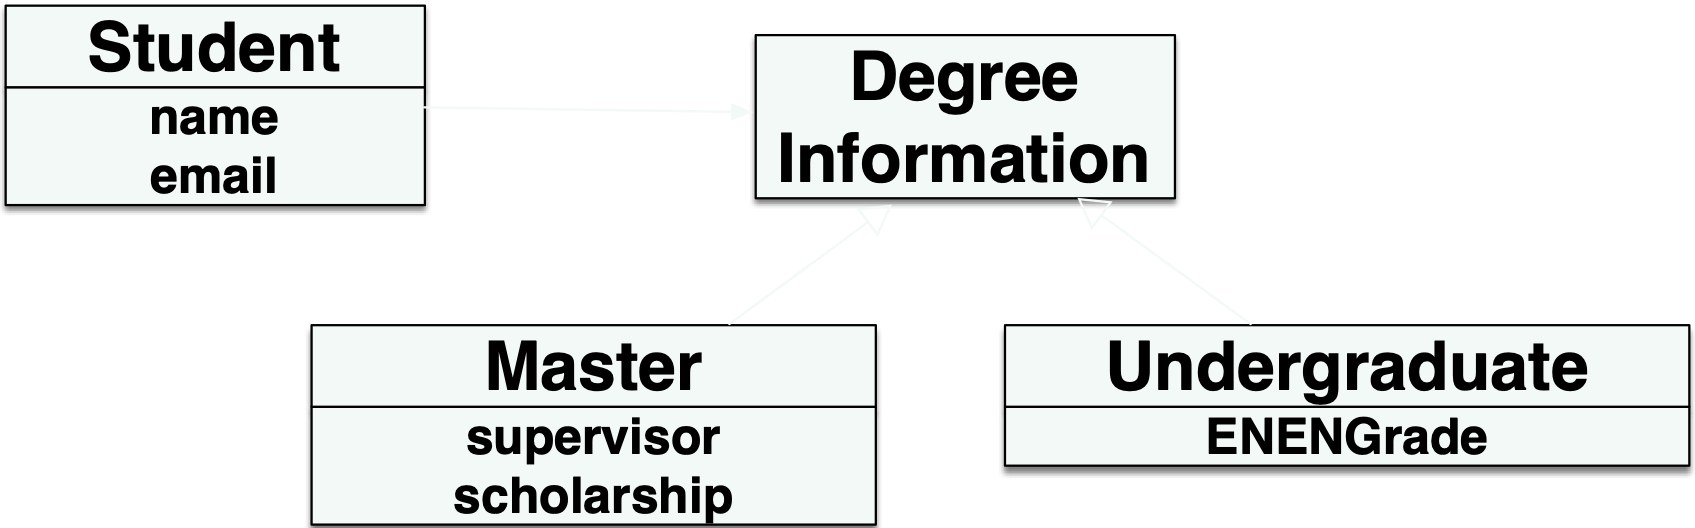 Student
name
email
Degree
Information
Master
supervisor
scholarship
Undergraduate
ENENGrade